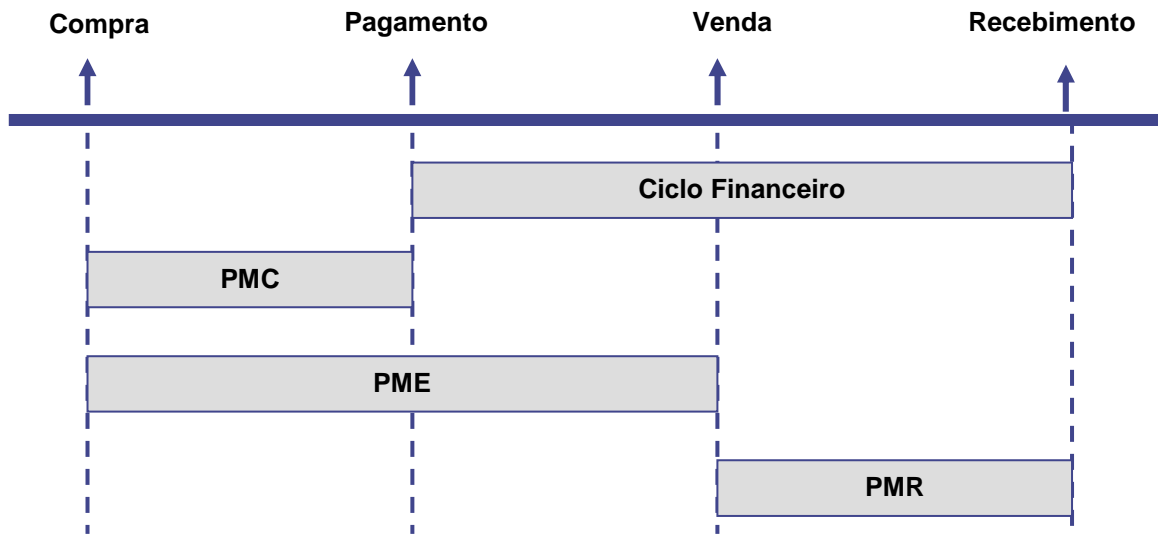 Compra
Pagamento
Venda
Recebimento
Ciclo Financeiro
PMC
PME
PMR